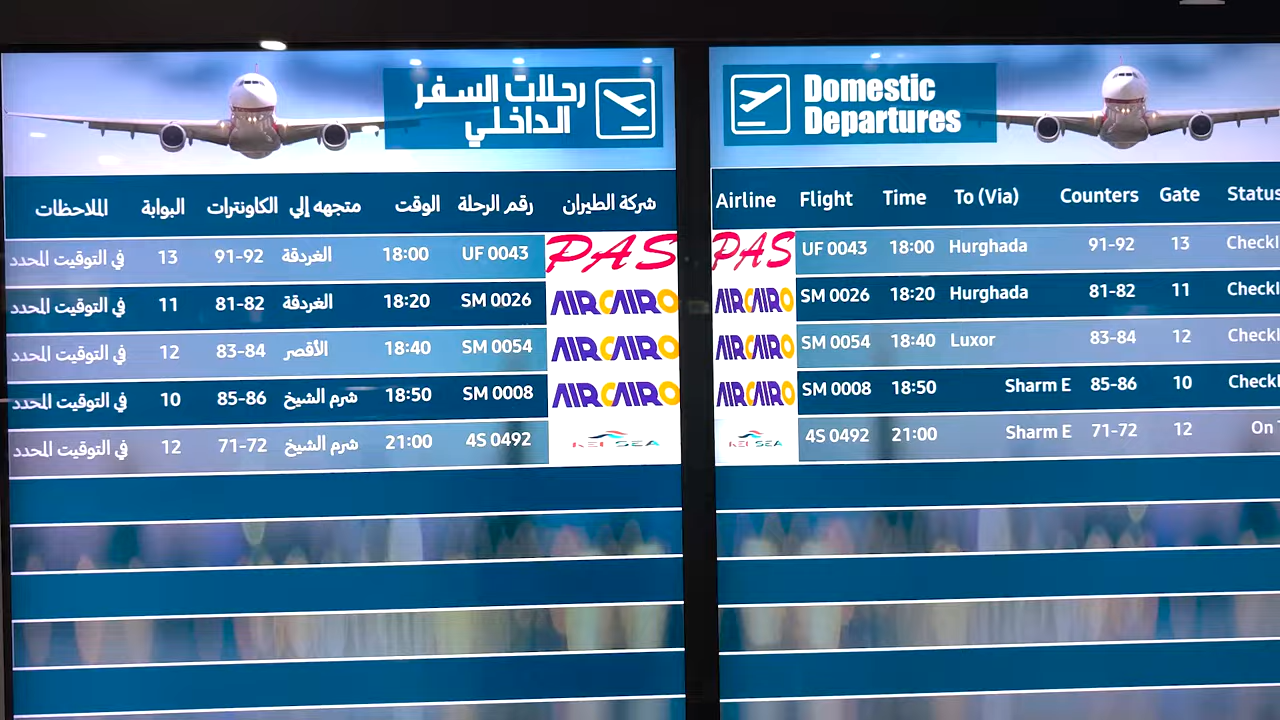 رحلات السفر
الداخلي
شركة الطيران رقم الرحلة الوقت متجهه إلي الكاونترات البوابة الملاحظات
PAS UF 0043 18:00 الغردقة 91-92 13 في التوقيت المحدد
AIRCAIRO SM 0026 18:20 الغردقة 81-82 11 في التوقيت المحدد
AIRCAIRO SM 0054 18:40 الأقصر 83-84 12 في التوقيت المحدد
AIRCAIRO SM 0008 18:50 شرم الشيخ 85-86 10 في التوقيت المحدد
4S 0492 21:00 شرم الشيخ 71-72 12 في التوقيت المحدد
Domestic
Departures
Airline Flight Time To (Via) Counters Gate Status
PAS UF 0043 18:00 Hurghada 91-92 13 CheckI
AIRCAIRO SM 0026 18:20 Hurghada 81-82 11 CheckI
AIRCAIRO SM 0054 18:40 Luxor 83-84 12 CheckI
AIRCAIRO SM 0008 18:50 Sharm E 85-86 10 CheckI
4S 0492 21:00 Sharm E 71-72 12 On